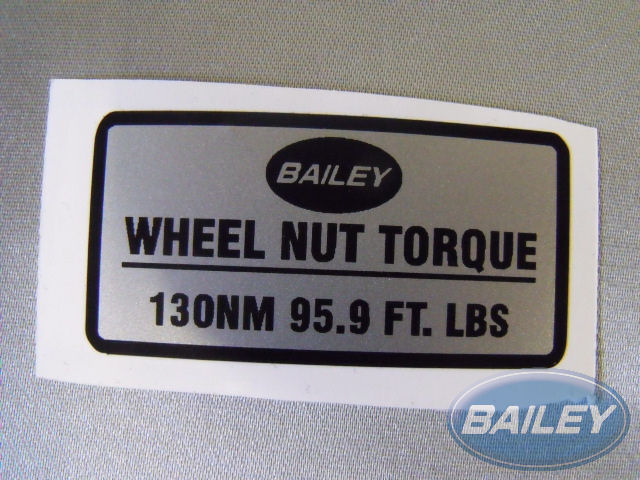 BAILEY
WHEEL NUT TORQUE
130NM 95.9 FT. LBS
BAILEY